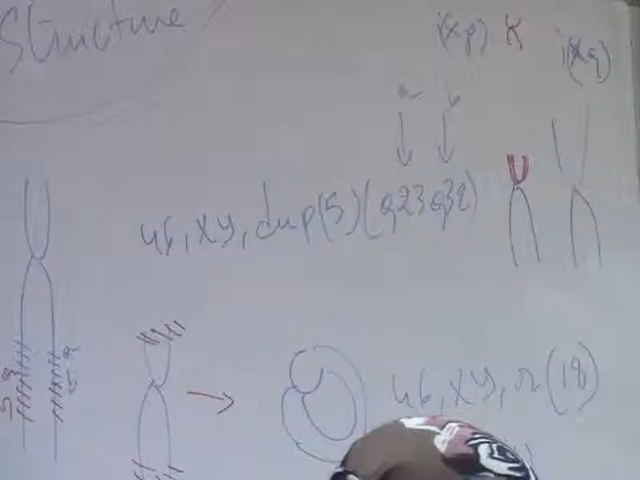 Structure
i(xp) K
i(xq)
46, xy, dup(5)(q23q32)
46, xy, r(18)